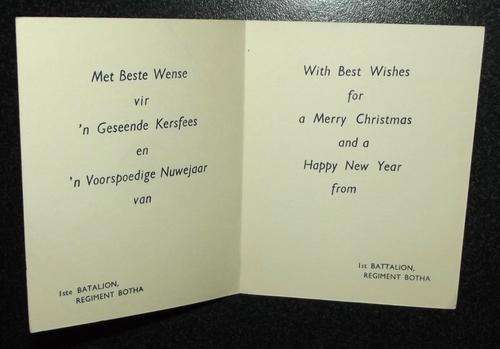 Met Beste Wense
vir
'n Geseende Kersfees
en
'n Voorspoedige Nuwejaar
van
1ste BATALION,
REGIMENT BOTHA
With Best Wishes
for
a Merry Christmas
and a
Happy New Year
from
1st BATTALION,
REGIMENT BOTHA